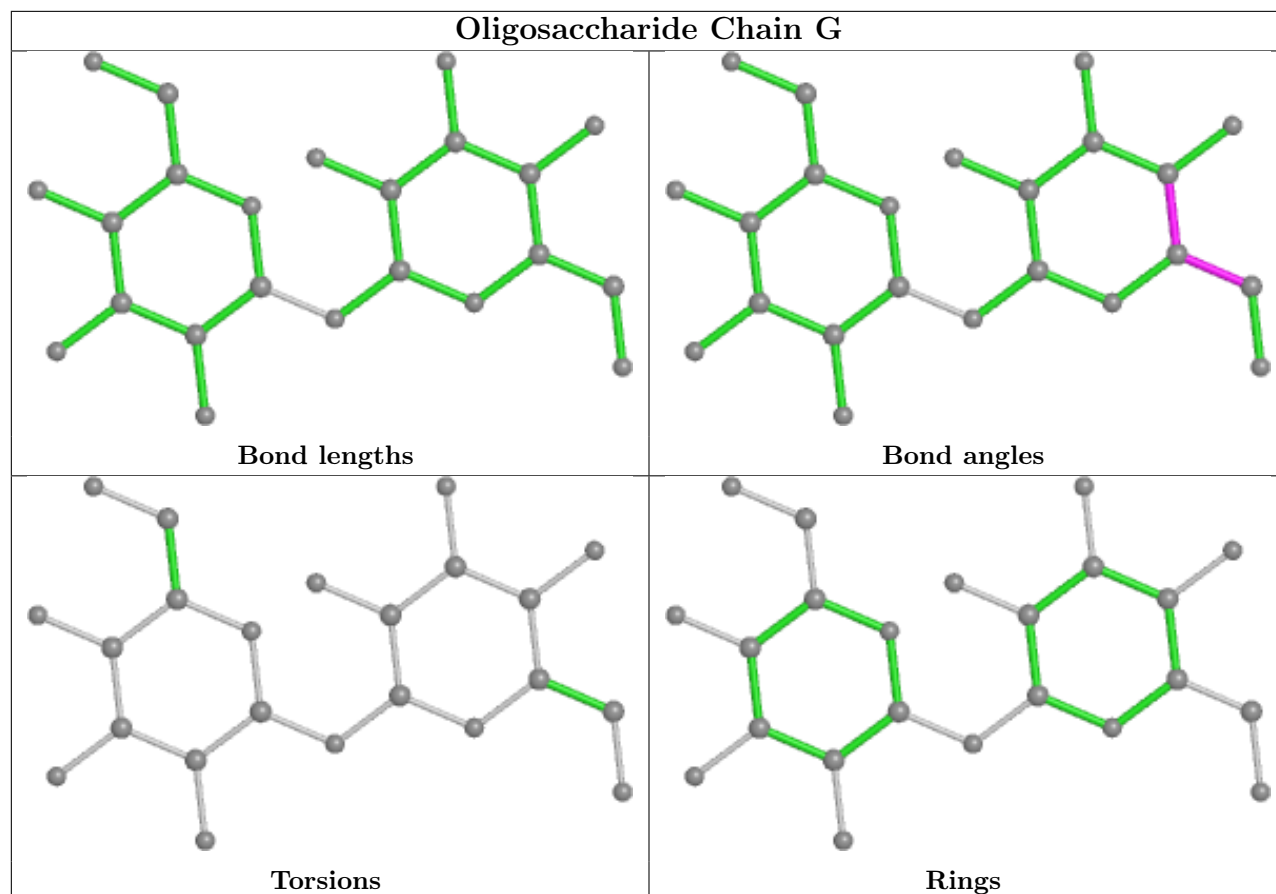 Oligosaccharide Chain G
Bond lengths
Bond angles
Torsions
Rings